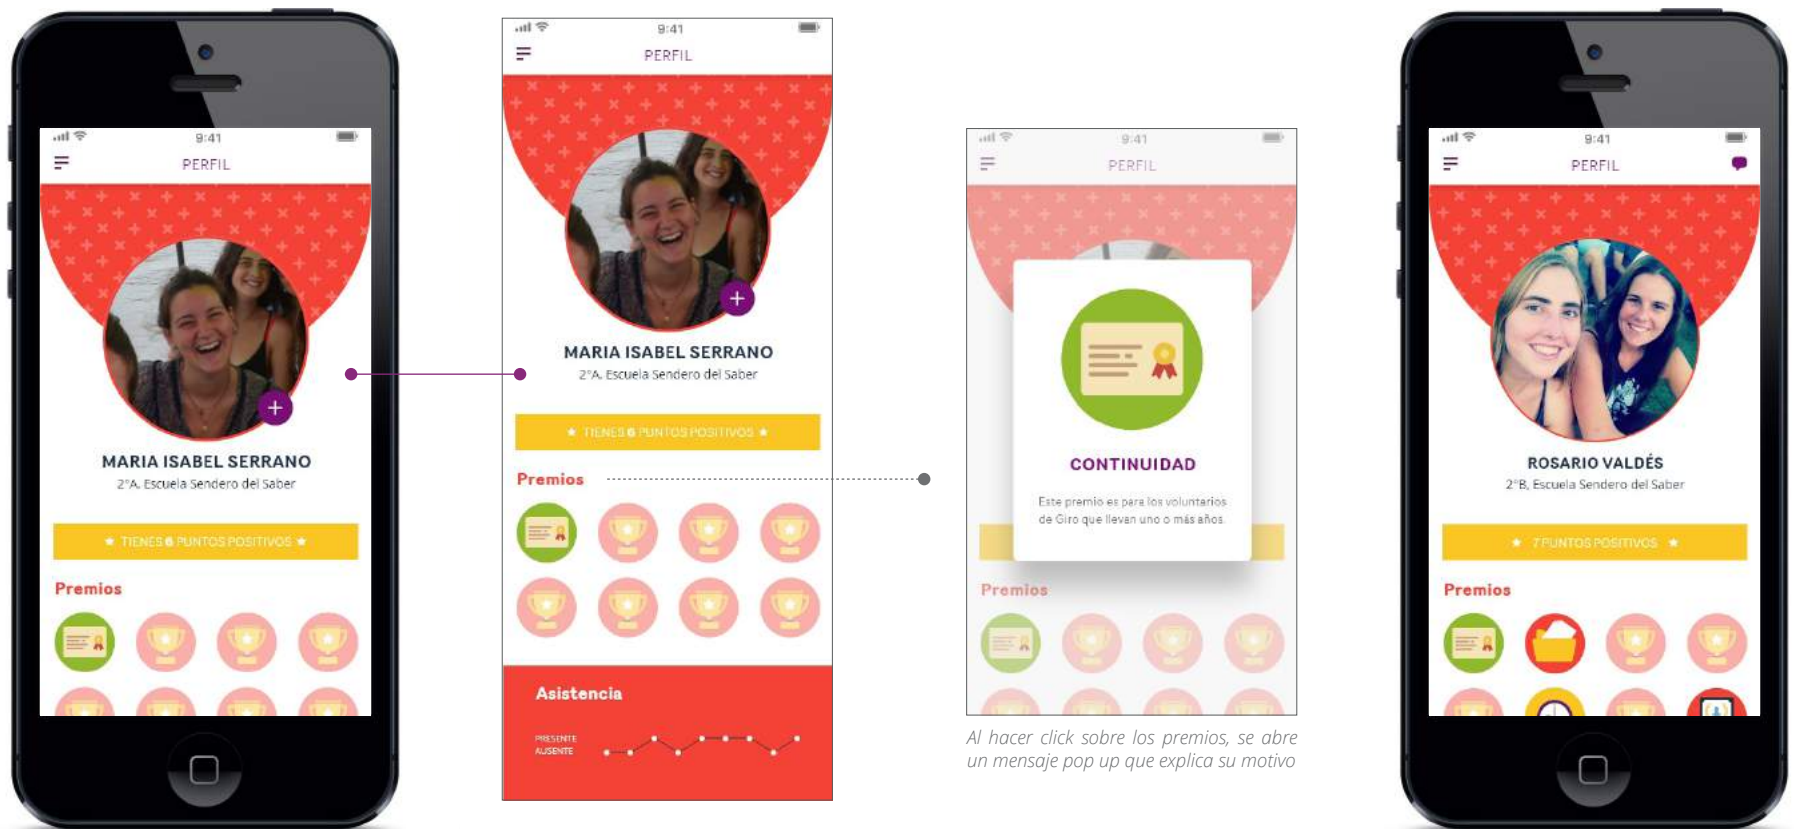 9:41
PERFIL
MARIA ISABEL SERRANO
2°A, Escuela Sendero del Saber
★ TIENES 6 PUNTOS POSITIVOS ★
Premios
9:41
PERFIL
MARIA ISABEL SERRANO
2°A, Escuela Sendero del Saber
★ TIENES 6 PUNTOS POSITIVOS ★
Premios
Asistencia
PRESENTE
AUSENTE
9:41
PERFIL
CONTINUIDAD
Este premio es para los voluntarios
de Giro que llevan uno o más años.
Premios
Al hacer click sobre los premios, se abre
un mensaje pop up que explica su motivo
9:41
PERFIL
ROSARIO VALDÉS
2°B, Escuela Sendero del Saber
★ 7 PUNTOS POSITIVOS ★
Premios